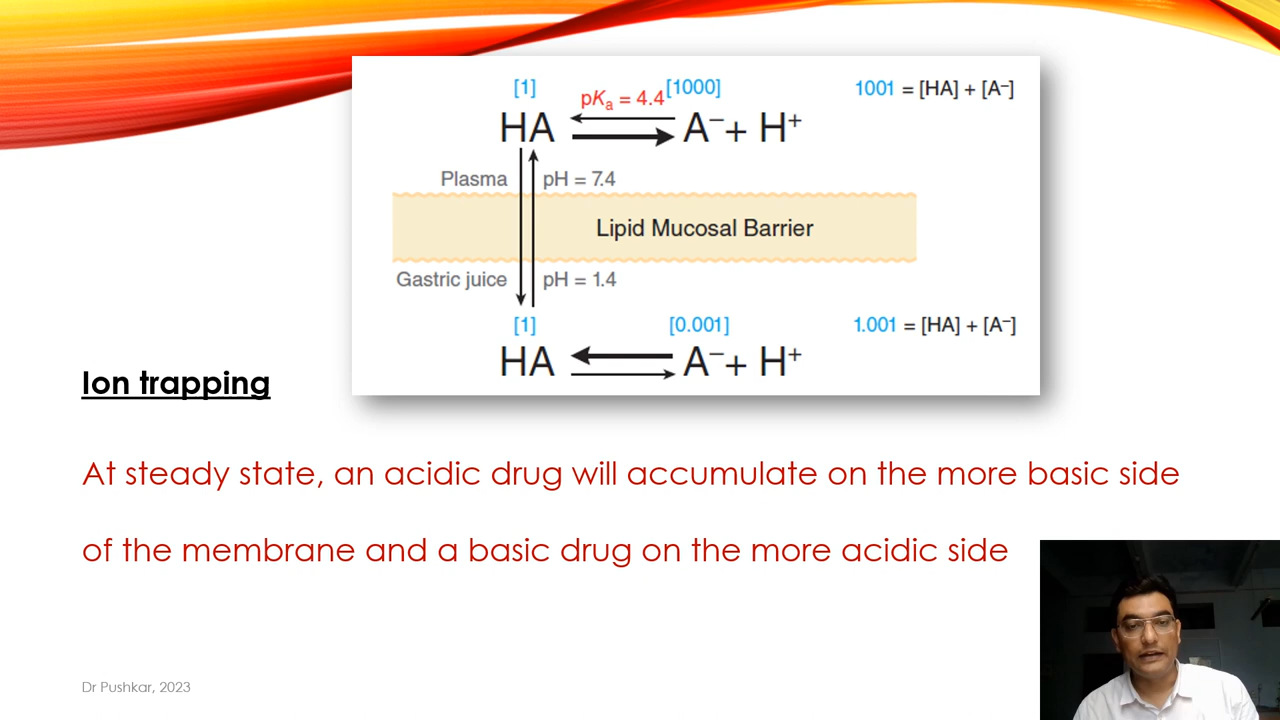 [1] [1000] 1001 = [HA] + [A⁻]
pKₐ = 4.4
HA A⁻ + H⁺
Plasma pH = 7.4
Lipid Mucosal Barrier
Gastric juice pH = 1.4
[1] [0.001] 1.001 = [HA] + [A⁻]
HA A⁻ + H⁺
Ion trapping
At steady state, an acidic drug will accumulate on the more basic side
of the membrane and a basic drug on the more acidic side
Dr Pushkar, 2023